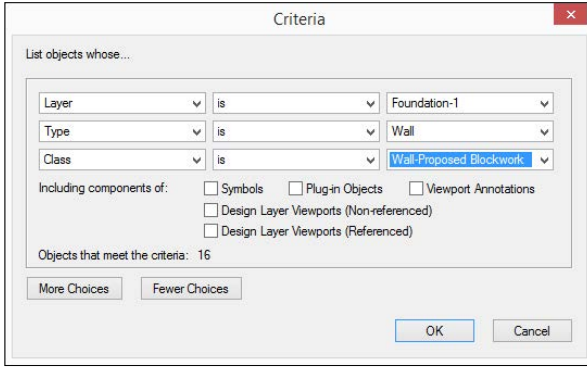 Criteria
List objects whose...
Layer is Foundation-1
Type is Wall
Class is Wall-Proposed Blockwork
Including components of: Symbols Plug-in Objects Viewport Annotations
Design Layer Viewports (Non-referenced)
Design Layer Viewports (Referenced)
Objects that meet the criteria: 16
More Choices Fewer Choices
OK Cancel